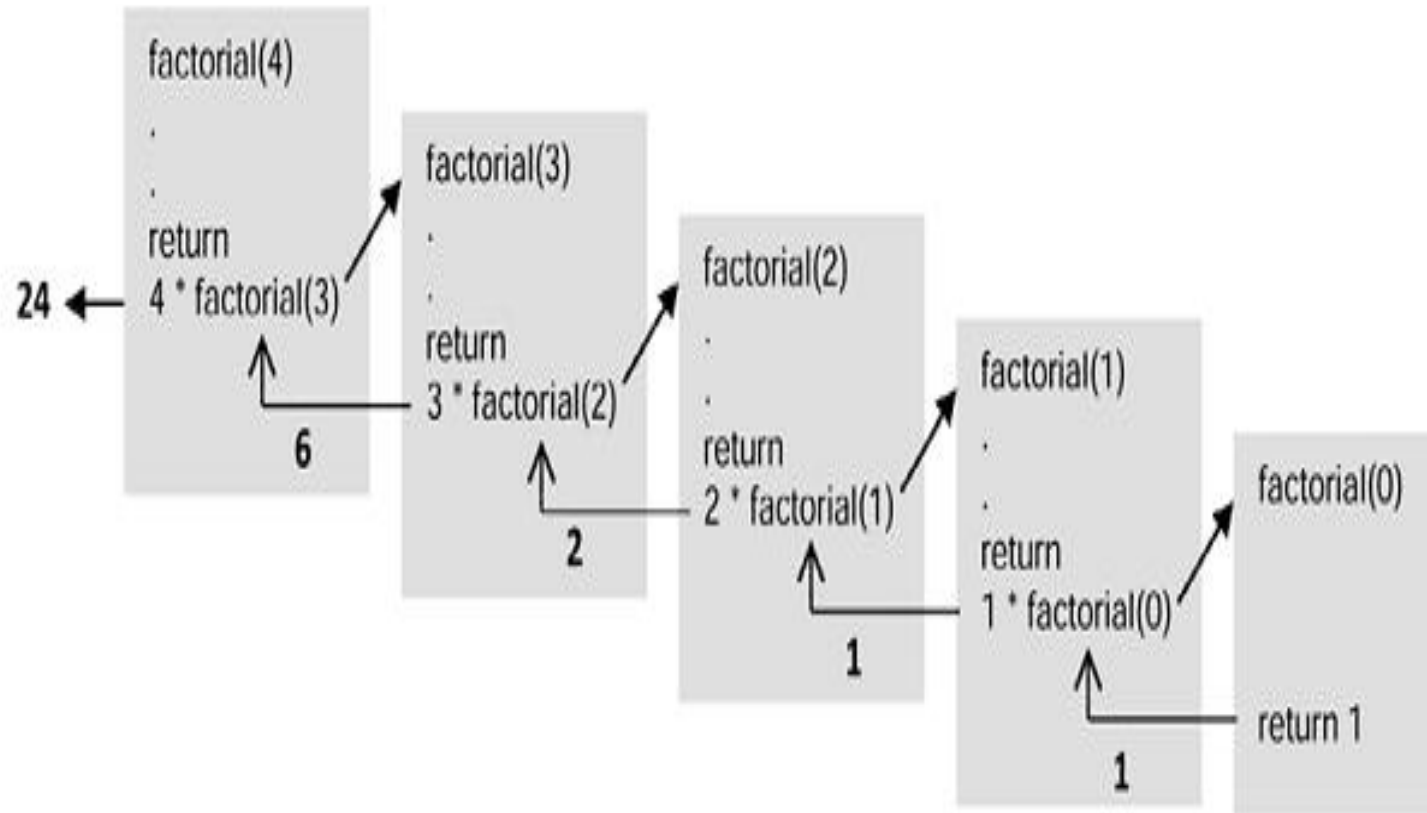 factorial(4)
.
.
return
4 * factorial(3)
24
6
factorial(3)
.
.
return
3 * factorial(2)
2
factorial(2)
.
.
return
2 * factorial(1)
1
factorial(1)
.
.
return
1 * factorial(0)
1
factorial(0)
return 1